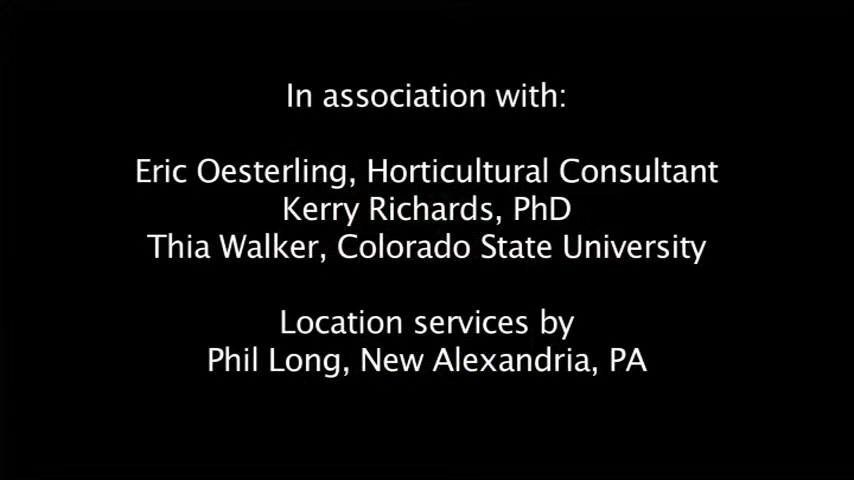 In association with:
Eric Oesterling, Horticultural Consultant
Kerry Richards, PhD
Thia Walker, Colorado State University
Location services by
Phil Long, New Alexandria, PA